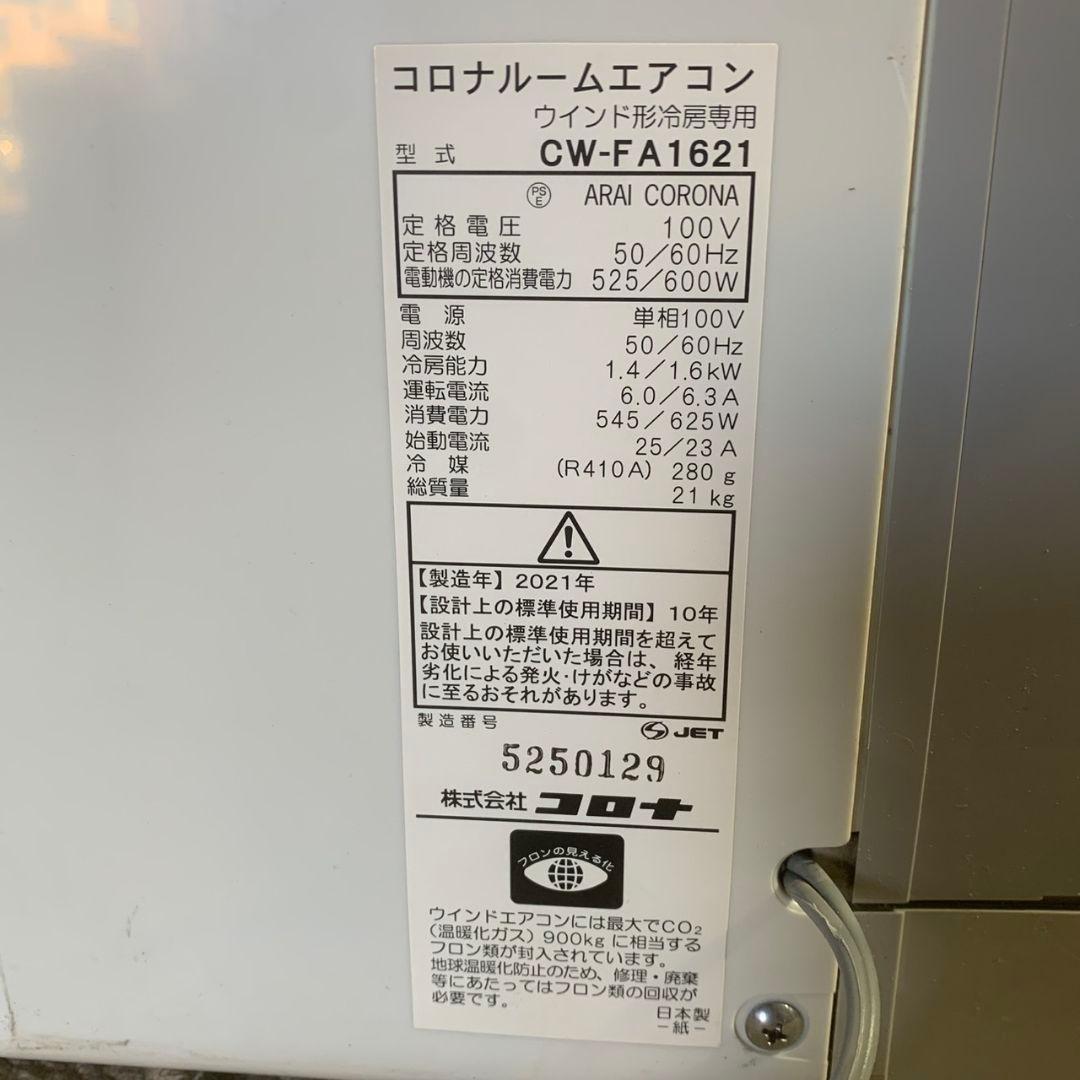 コロナルームエアコン
ウインド形冷房専用
型式 CW-FA1621
PS E ARAI CORONA
定格電圧 100V
定格周波数 50/60Hz
電動機の定格消費電力 525/600W
電源 単相100V
周波数 50/60Hz
冷房能力 1.4/1.6kW
運転電流 6.0/6.3A
消費電力 545/625W
始動電流 25/23A
冷媒 (R410A) 280g
総質量 21kg
【製造年】2021年
【設計上の標準使用期間】10年
設計上の標準使用期間を超えて
お使いいただいた場合は、経年
劣化による発火・けがなどの事故
に至るおそれがあります。
製造番号 JET
5250129
株式会社 コロナ
フロンの見える化
ウインドエアコンには最大でCO₂
(温暖化ガス)900kgに相当する
フロン類が封入されています。
地球温暖化防止のため、修理・廃棄
等にあたってはフロン類の回収が
必要です。
日本製
-紙-